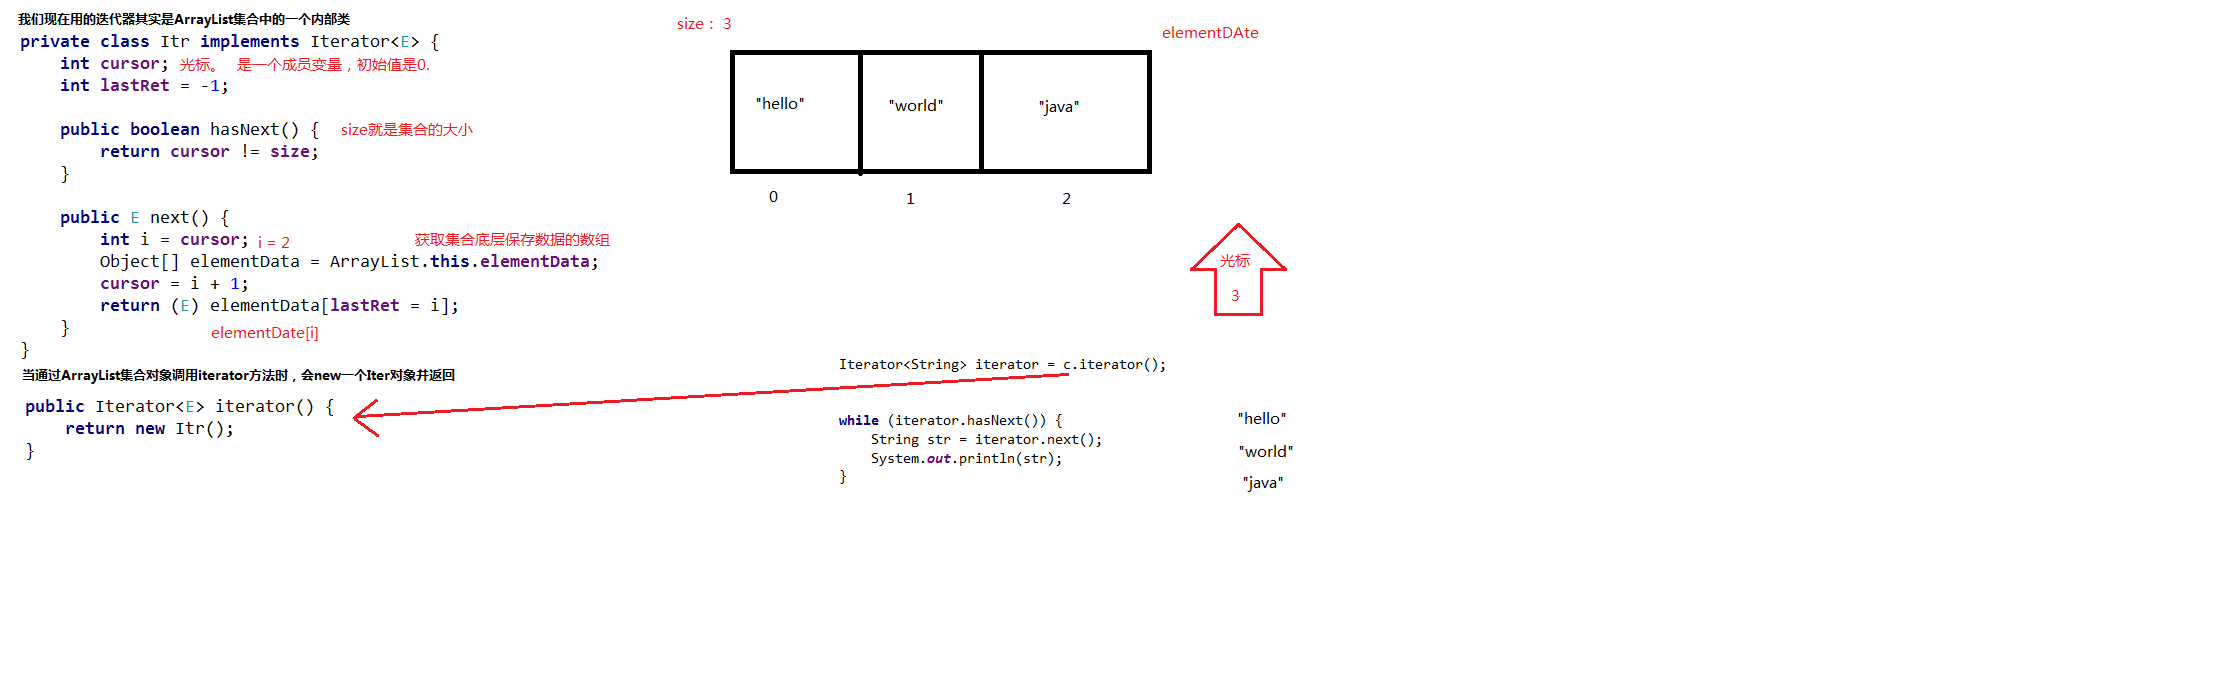 我们现在用的迭代器其实是ArrayList集合中的一个内部类
private class Itr implements Iterator<E> {
int cursor; 光标。 是一个成员变量，初始值是0.
int lastRet = -1;
public boolean hasNext() { size就是集合的大小
return cursor != size;
}
public E next() {
int i = cursor; i = 2 获取集合底层保存数据的数组
Object[] elementData = ArrayList.this.elementData;
cursor = i + 1;
return (E) elementData[lastRet = i];
}
elementDate[i]
}
当通过ArrayList集合对象调用iterator方法时，会new一个Iter对象并返回
public Iterator<E> iterator() {
return new Itr();
}
size： 3
elementDAte
"hello" "world" "java"
0 1 2
光标
3
Iterator<String> iterator = c.iterator();
while (iterator.hasNext()) {
String str = iterator.next();
System.out.println(str);
}
"hello"
"world"
"java"